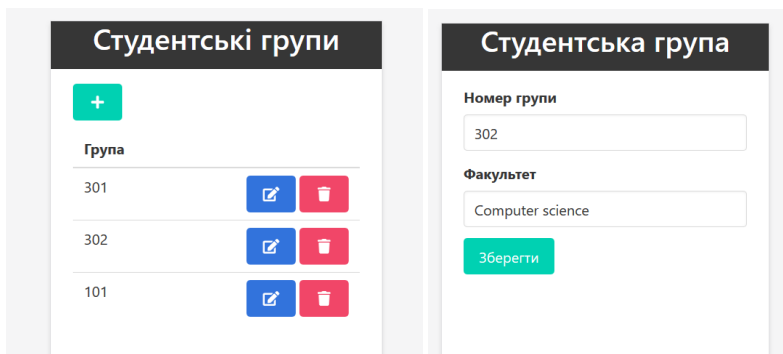 Студентські групи
+
Група
301
302
101
Студентська група
Номер групи
302
Факультет
Computer science
Зберегти